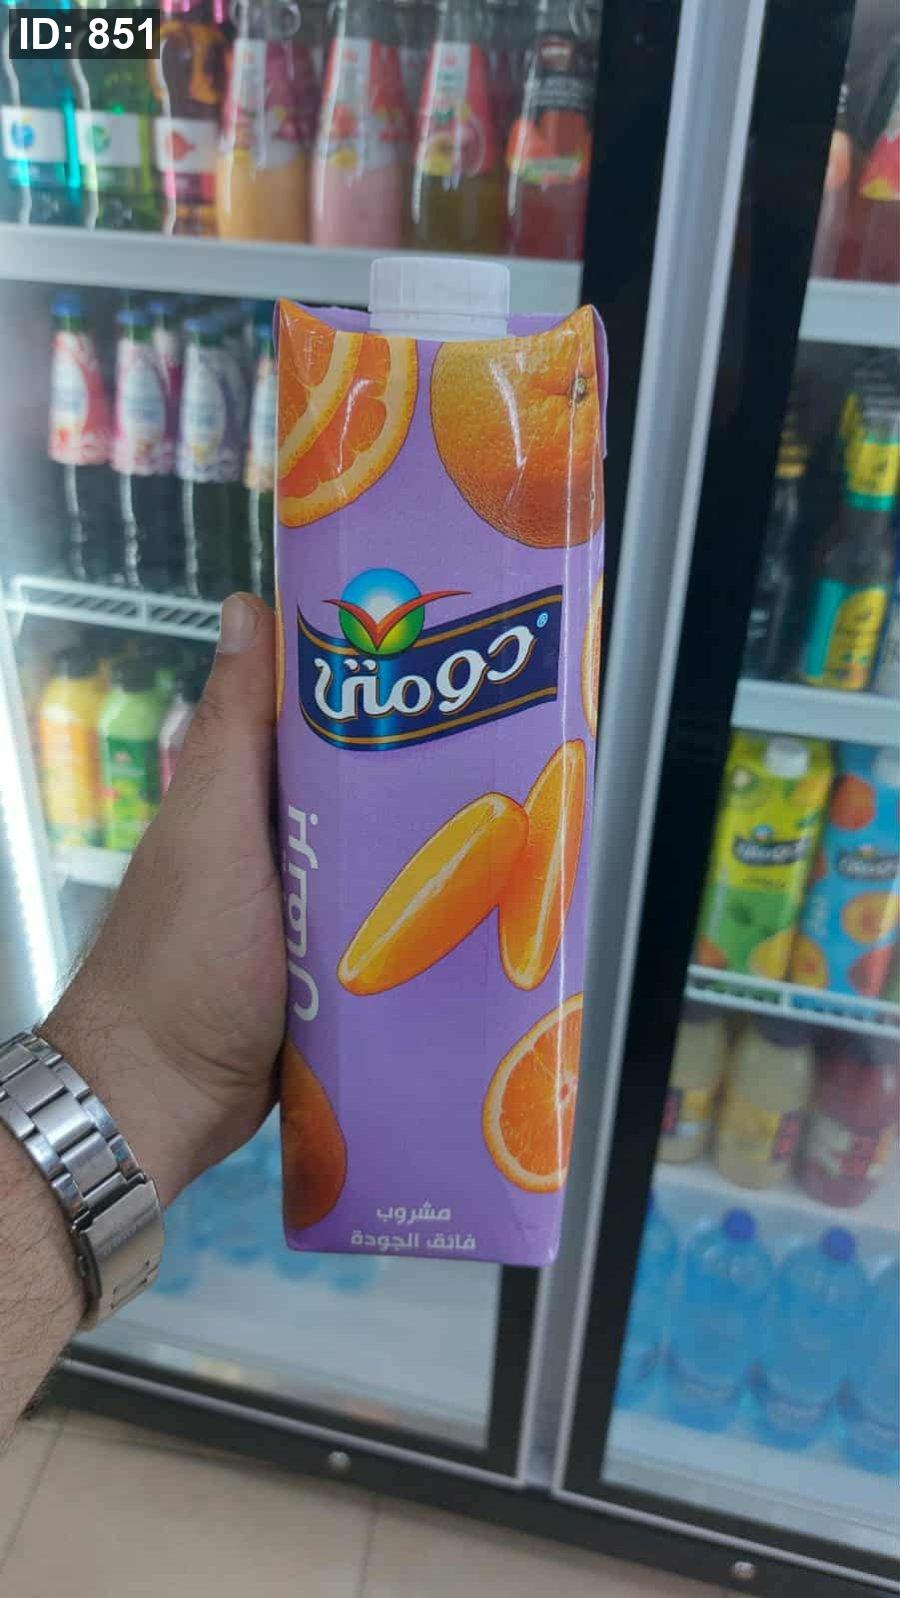 ID: 851
دومتي
برتقال
مشروب
فائق الجودة